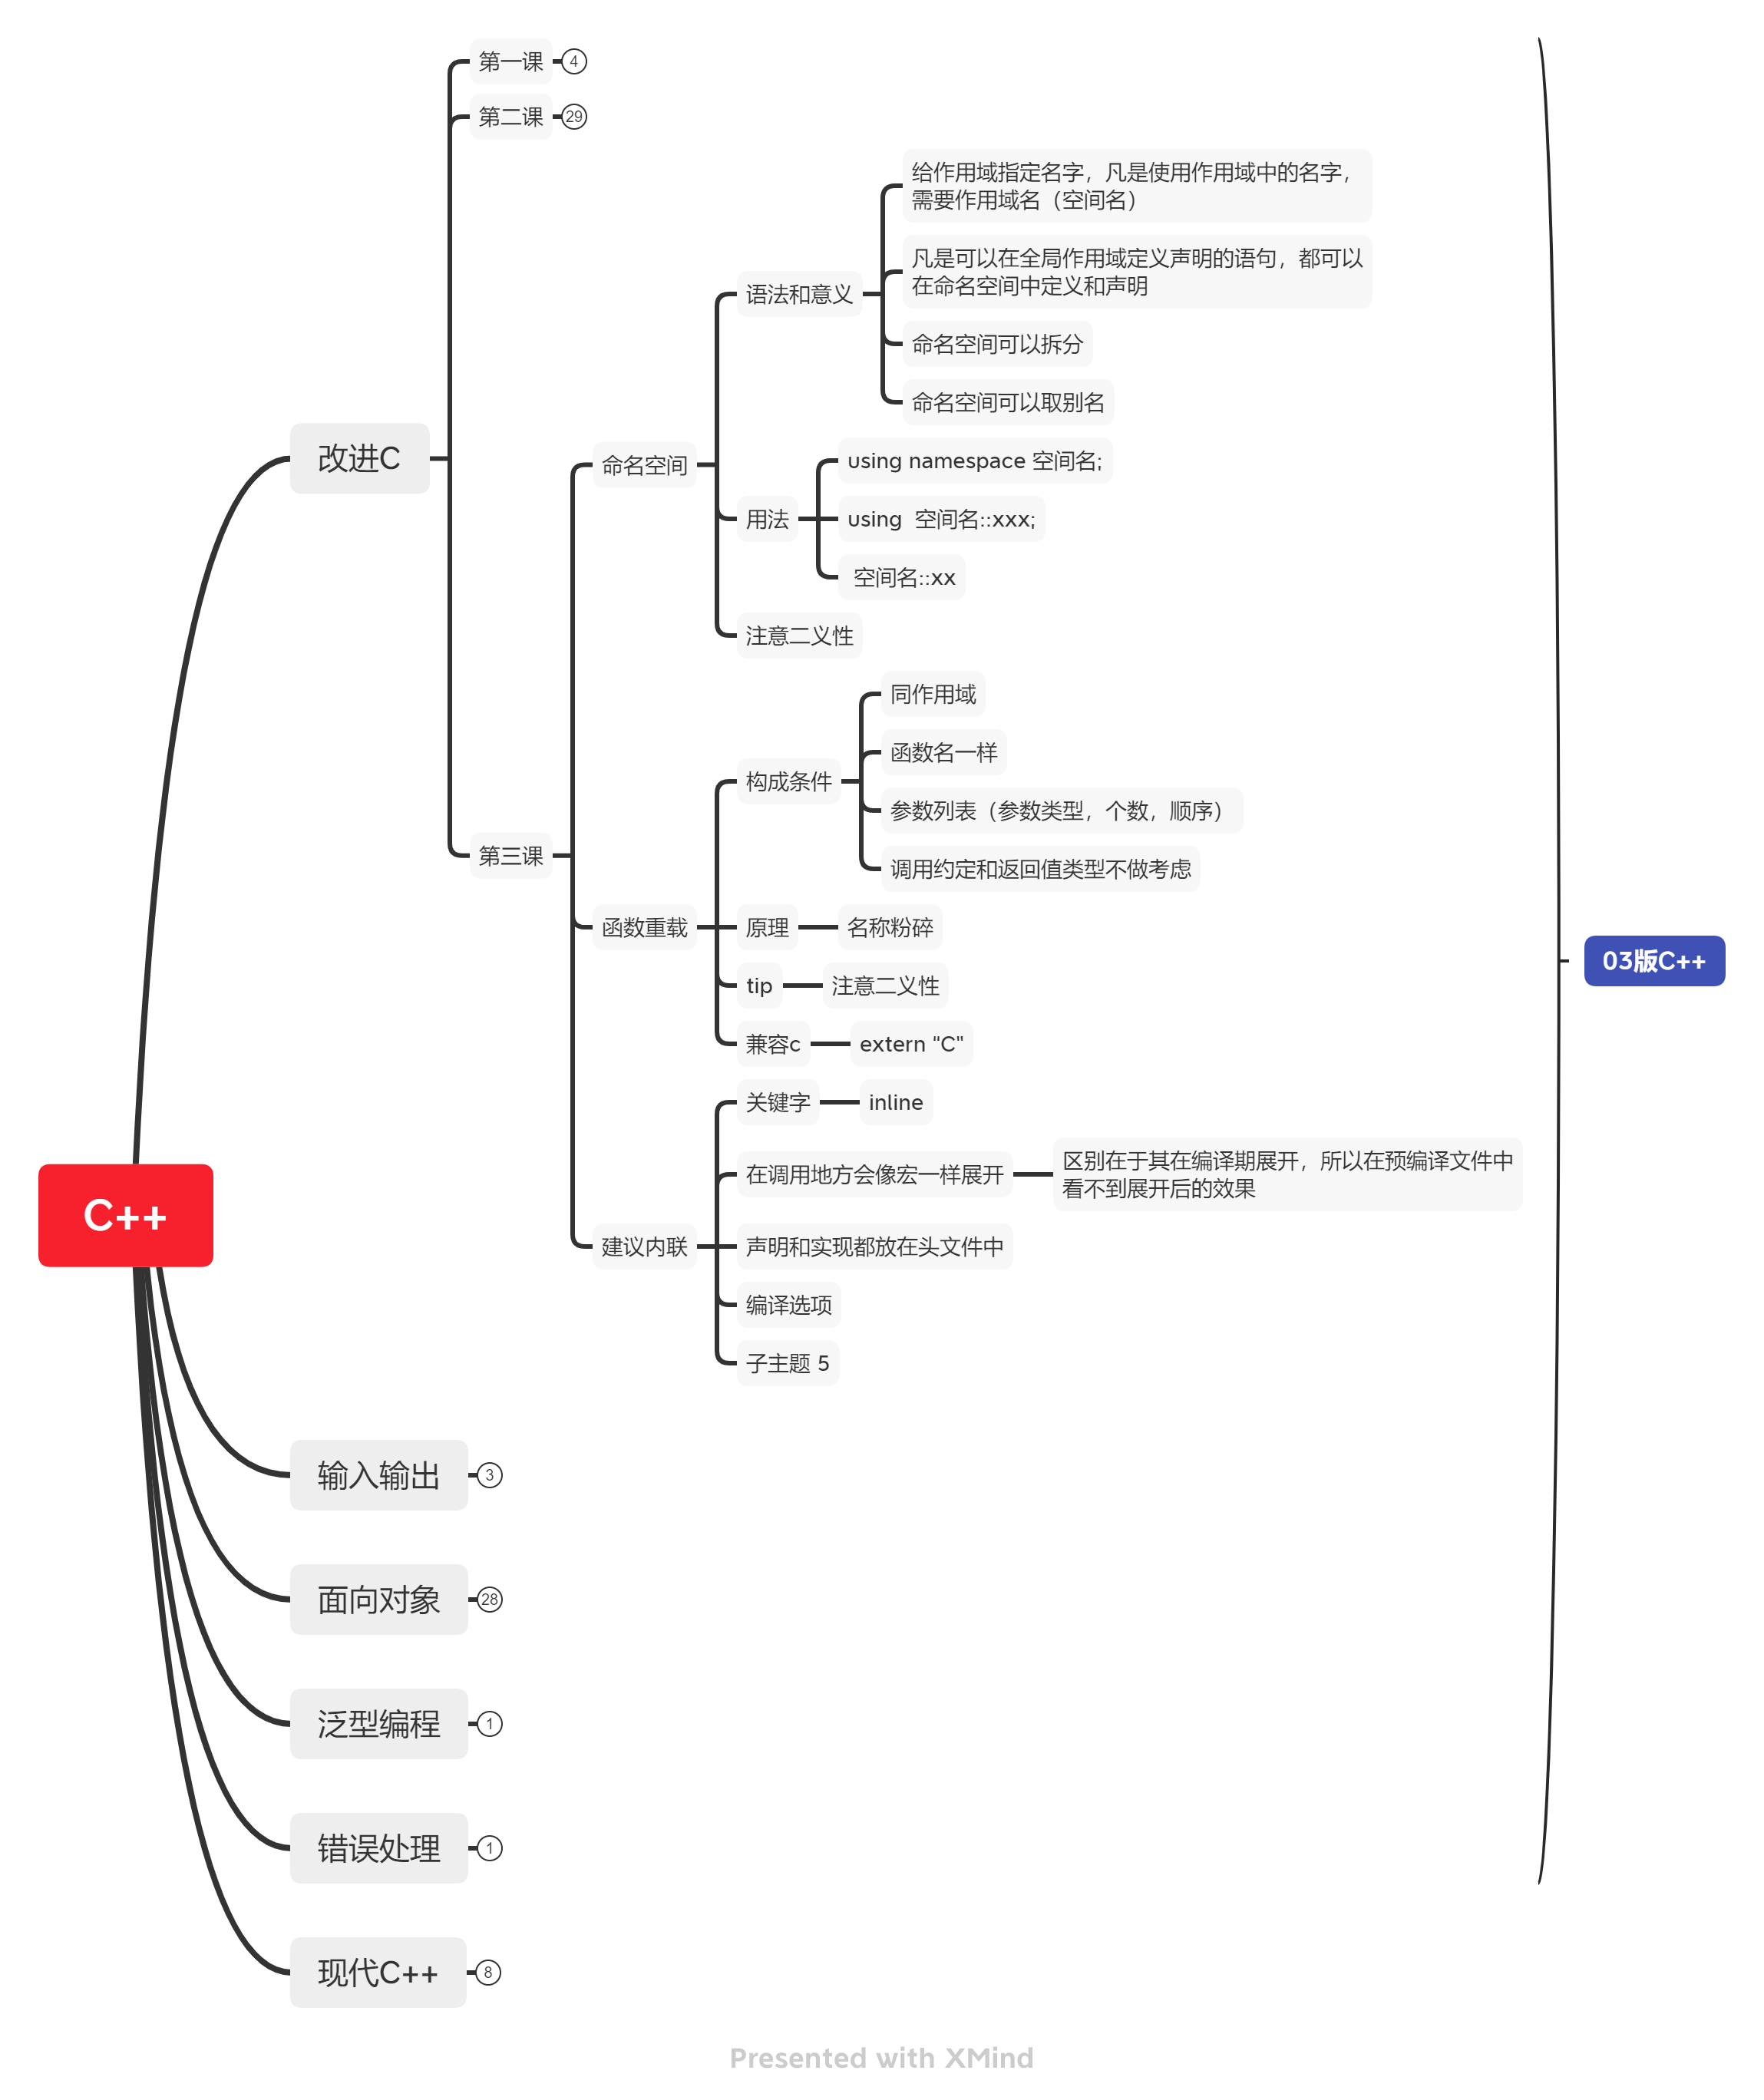 第一课
4
第二课
29
给作用域指定名字，凡是使用作用域中的名字，
需要作用域名（空间名）
凡是可以在全局作用域定义声明的语句，都可以
在命名空间中定义和声明
语法和意义
命名空间可以拆分
命名空间可以取别名
改进C
命名空间
using namespace 空间名;
用法
using  空间名::xxx;
空间名::xx
注意二义性
同作用域
函数名一样
构成条件
参数列表（参数类型，个数，顺序）
第三课
调用约定和返回值类型不做考虑
函数重载
原理
名称粉碎
03版C++
tip
注意二义性
兼容c
extern "C"
关键字
inline
在调用地方会像宏一样展开
区别在于其在编译期展开，所以在预编译文件中
看不到展开后的效果
C++
建议内联
声明和实现都放在头文件中
编译选项
子主题 5
输入输出
3
面向对象
28
泛型编程
1
错误处理
1
现代C++
8
Presented with XMind